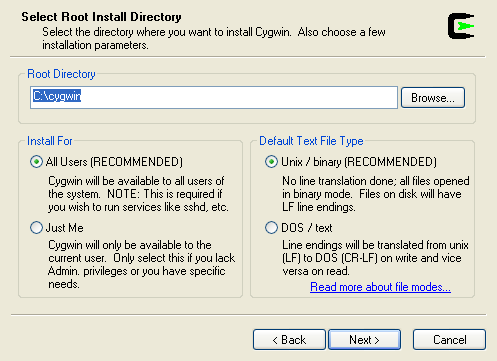 Select Root Install Directory
Select the directory where you want to install Cygwin. Also choose a few
installation parameters.
Root Directory
C:\cygwin
Browse...
Install For
All Users (RECOMMENDED)
Cygwin will be available to all users of
the system. NOTE: This is required if
you wish to run services like sshd, etc.
Just Me
Cygwin will only be available to the
current user. Only select this if you lack
Admin. privileges or you have specific
needs.
Default Text File Type
Unix / binary (RECOMMENDED)
No line translation done; all files opened
in binary mode. Files on disk will have
LF line endings.
DOS / text
Line endings will be translated from unix
(LF) to DOS (CR-LF) on write and vice
versa on read.
Read more about file modes...
< Back
Next >
Cancel